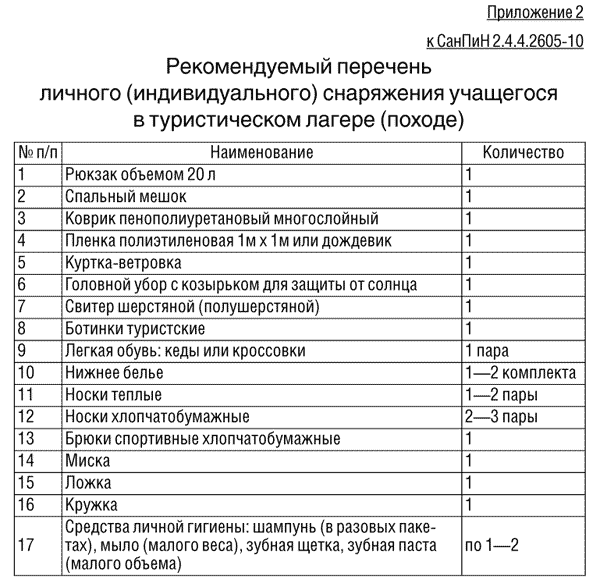 Приложение 2
к СанПиН 2.4.4.2605-10
Рекомендуемый перечень
личного (индивидуального) снаряжения учащегося
в туристическом лагере (походе)
№ п/п Наименование Количество
1 Рюкзак объемом 20 л 1
2 Спальный мешок 1
3 Коврик пенополиуретановый многослойный 1
4 Пленка полиэтиленовая 1м х 1м или дождевик 1
5 Куртка-ветровка 1
6 Головной убор с козырьком для защиты от солнца 1
7 Свитер шерстяной (полушерстяной) 1
8 Ботинки туристские 1
9 Легкая обувь: кеды или кроссовки 1 пара
10 Нижнее белье 1—2 комплекта
11 Носки теплые 1—2 пары
12 Носки хлопчатобумажные 2—3 пары
13 Брюки спортивные хлопчатобумажные 1
14 Миска 1
15 Ложка 1
16 Кружка 1
17 Средства личной гигиены: шампунь (в разовых паке-
тах), мыло (малого веса), зубная щетка, зубная паста
(малого объема) по 1—2